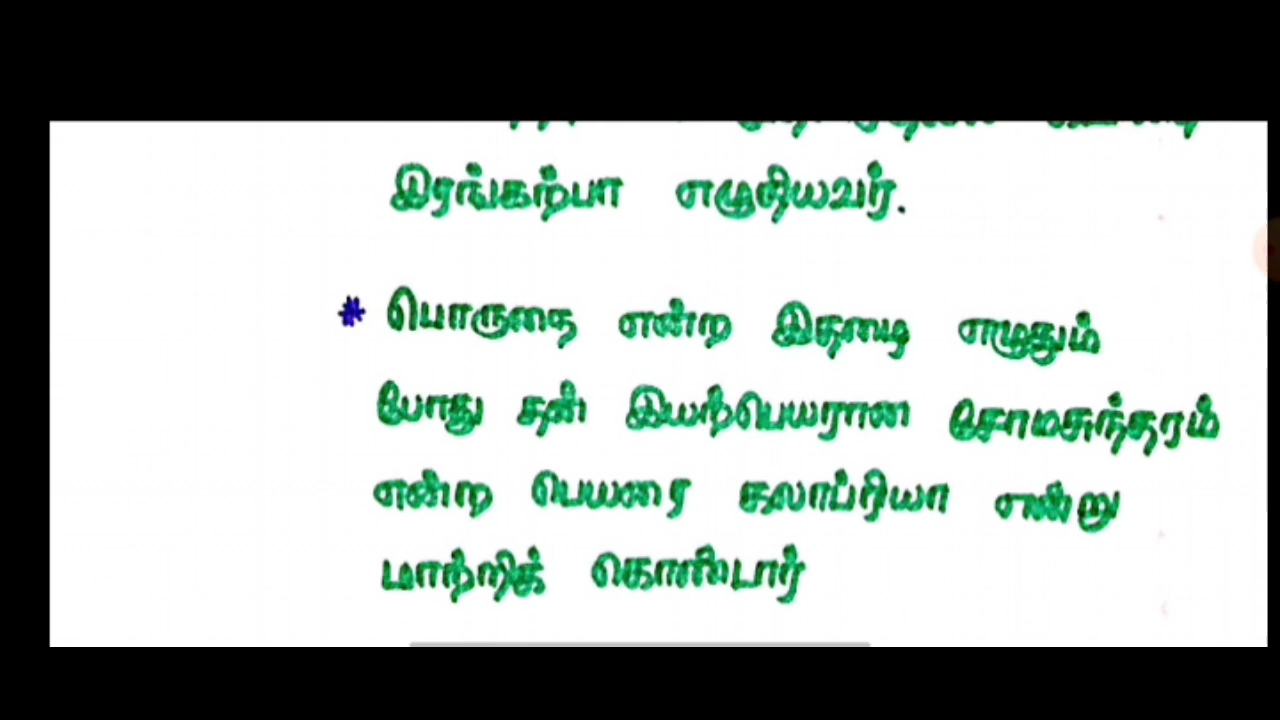 இரங்கற்பா எழுதியவர்.
* பொருதை என்ற இதழை எழுதும்
போது தன் இயற்பெயரான சோமசுந்தரம்
என்ற பெயரை கலாப்ரியா என்று
மாற்றிக் கொண்டார்